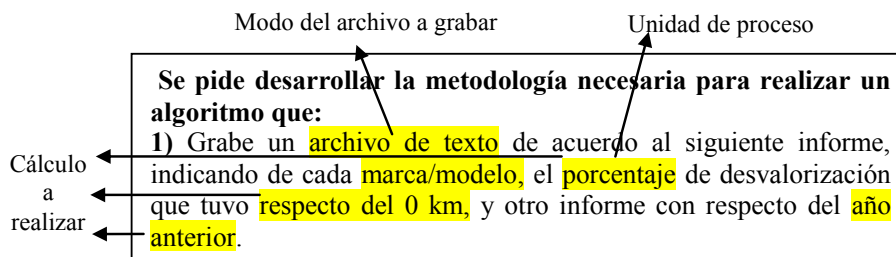 Modo del archivo a grabar
Unidad de proceso
Se pide desarrollar la metodología necesaria para realizar un
algoritmo que:
1) Grabe un archivo de texto de acuerdo al siguiente informe,
indicando de cada marca/modelo, el porcentaje de desvalorización
que tuvo respecto del 0 km, y otro informe con respecto del año
anterior.
Cálculo
a
realizar